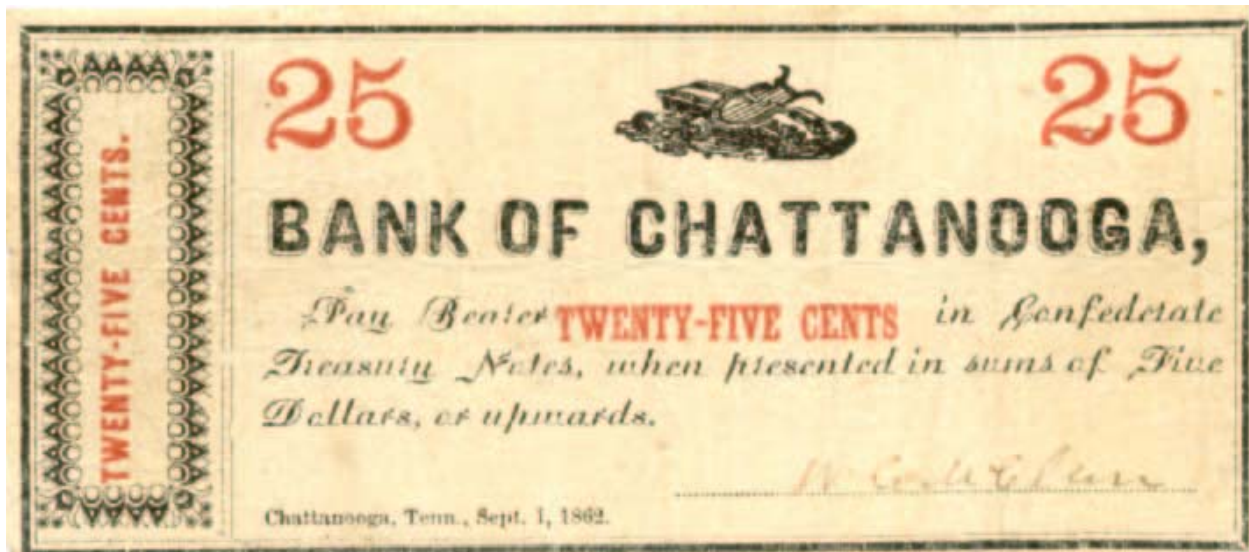 25 25
BANK OF CHATTANOOGA,
TWENTY-FIVE CENTS.
Pay Bearer TWENTY-FIVE CENTS in Confederate
Treasury Notes, when presented in sums of Five
Dollars, or upwards.
Chattanooga, Tenn., Sept. 1, 1862.